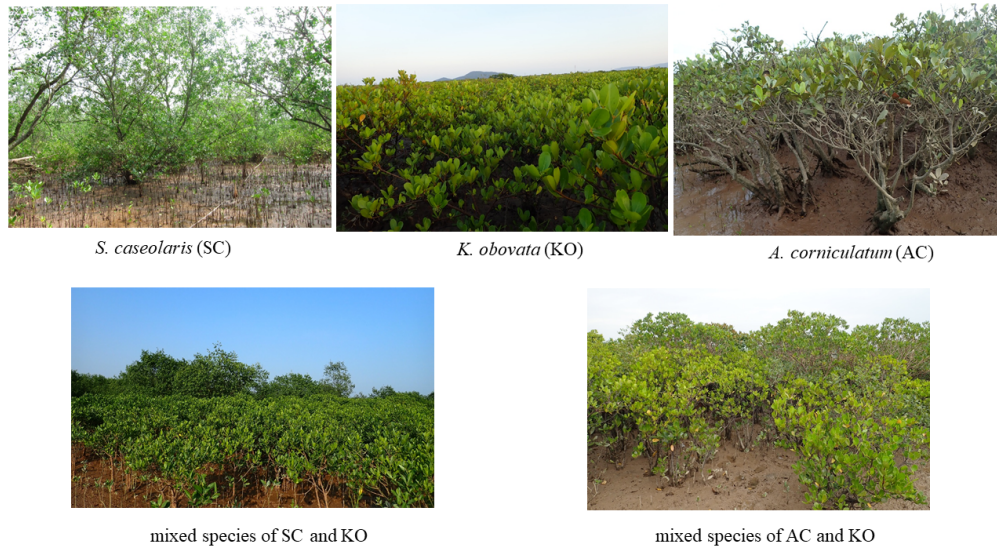 S. caseolaris (SC)
K. obovata (KO)
A. corniculatum (AC)
mixed species of SC and KO
mixed species of AC and KO